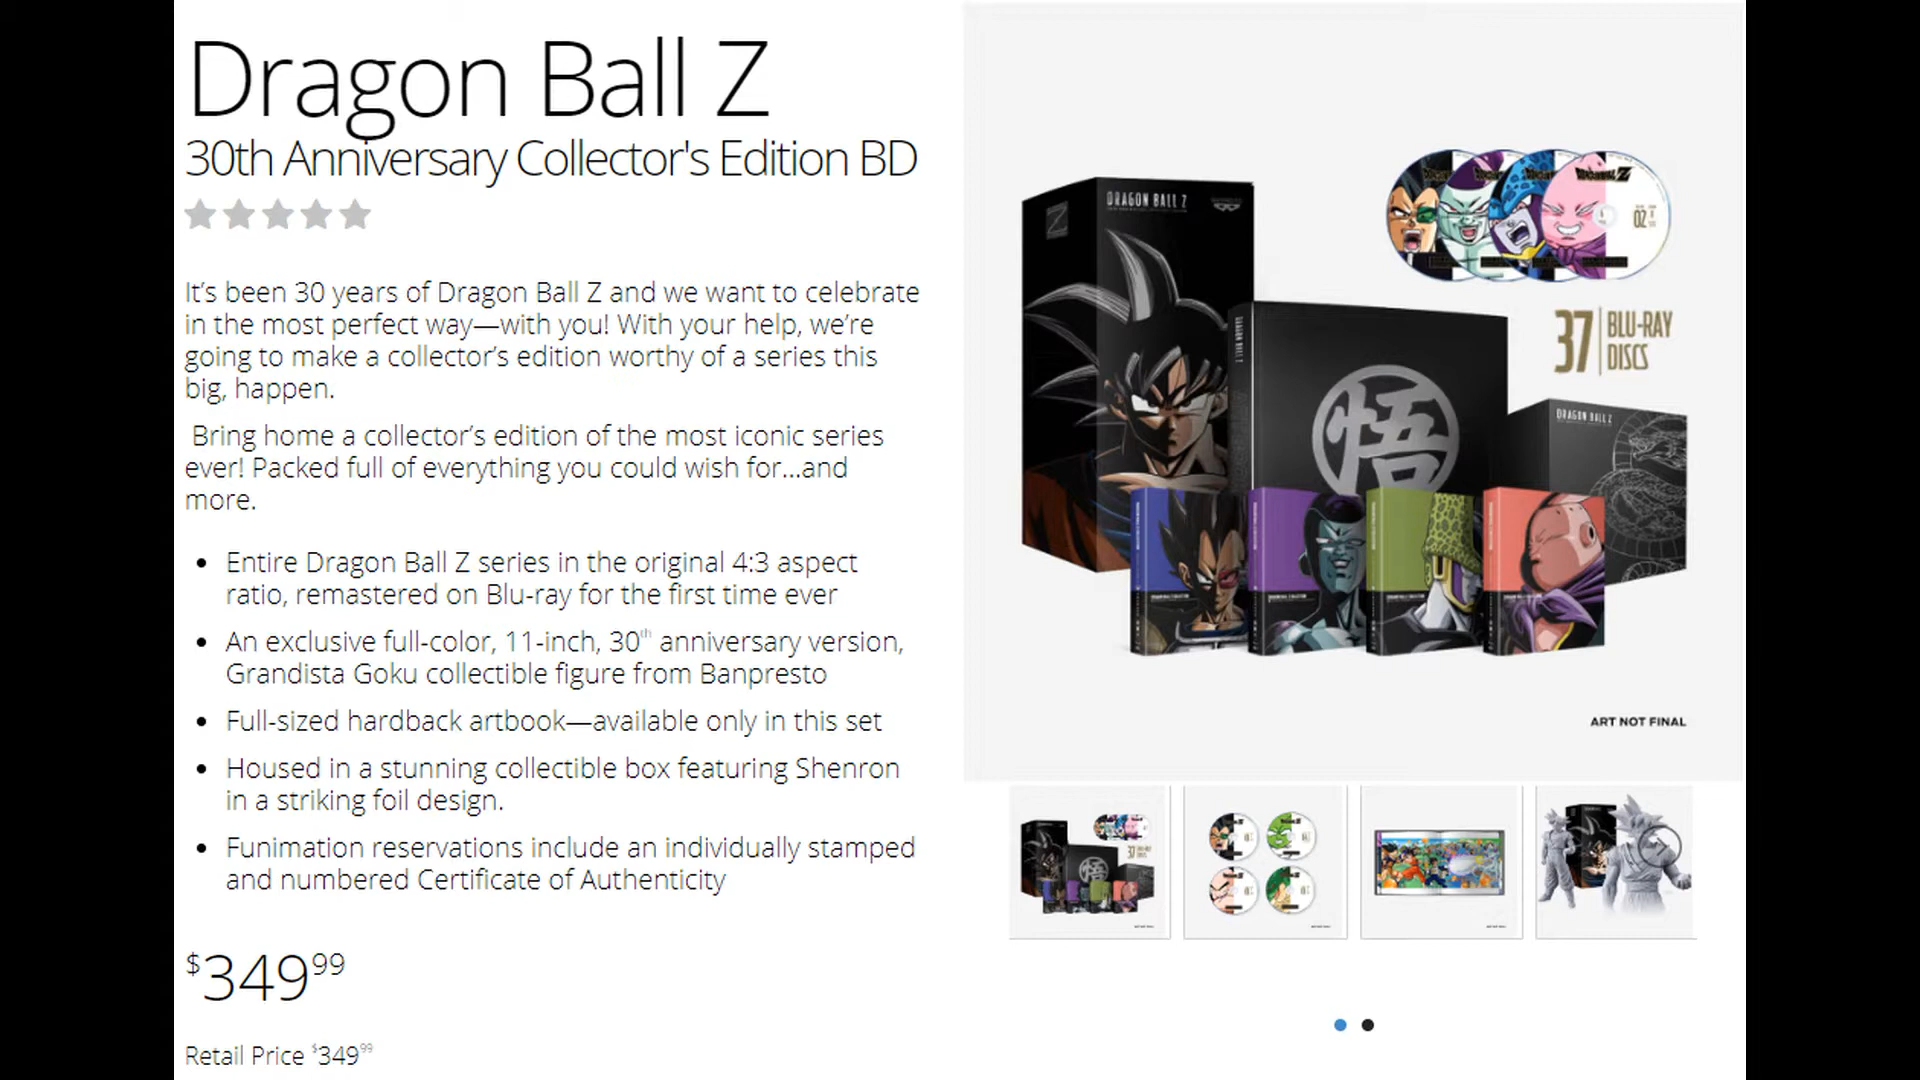 Dragon Ball Z
30th Anniversary Collector's Edition BD
It’s been 30 years of Dragon Ball Z and we want to celebrate
in the most perfect way—with you! With your help, we’re
going to make a collector’s edition worthy of a series this
big, happen.
Bring home a collector’s edition of the most iconic series
ever! Packed full of everything you could wish for...and
more.
• Entire Dragon Ball Z series in the original 4:3 aspect
ratio, remastered on Blu-ray for the first time ever
• An exclusive full-color, 11-inch, 30th anniversary version,
Grandista Goku collectible figure from Banpresto
• Full-sized hardback artbook—available only in this set
• Housed in a stunning collectible box featuring Shenron
in a striking foil design.
• Funimation reservations include an individually stamped
and numbered Certificate of Authenticity
$349.99
Retail Price $349.99
DRAGON BALL Z
Z
02
37 BLU-RAY
DISCS
DRAGON BALL Z
悟
DRAGON BALL Z
ART NOT FINAL